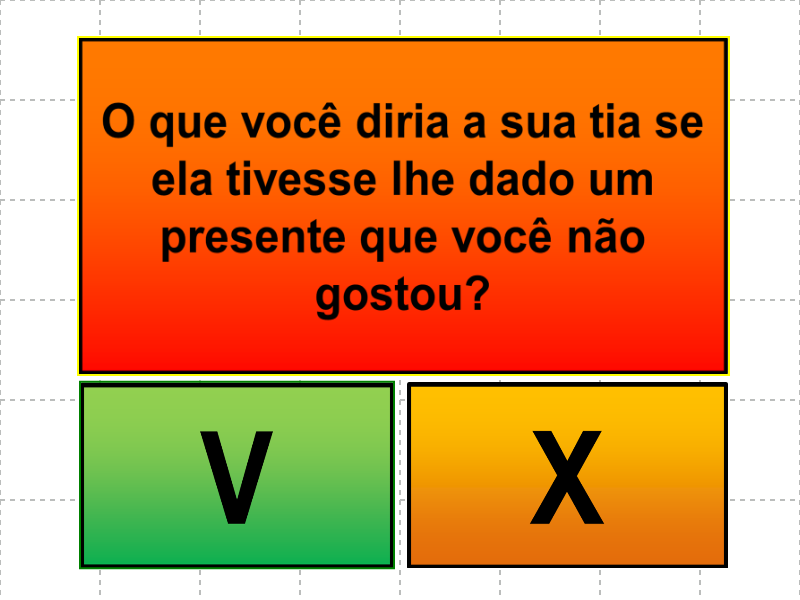 O que você diria a sua tia se
ela tivesse lhe dado um
presente que você não
gostou?
V
X